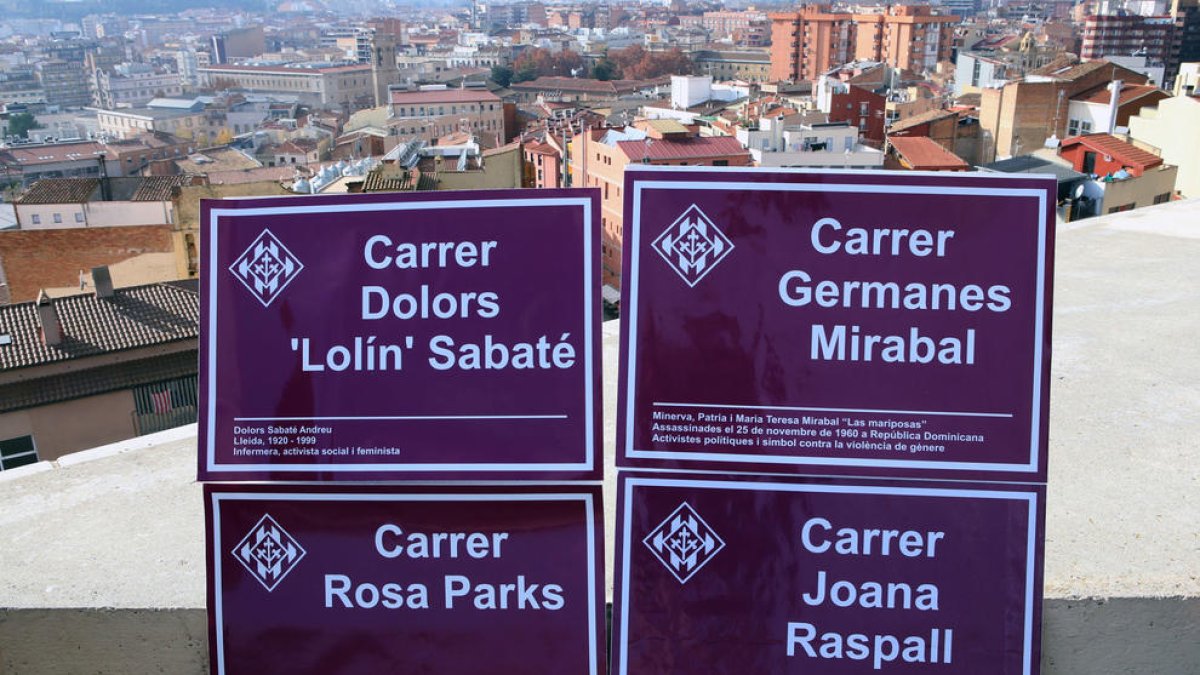 Carrer
Dolors
'Lolín' Sabaté
Dolors Sabaté Andreu
Lleida, 1920 - 1999
Infermera, activista social i feminista
Carrer
Germanes
Mirabal
Minerva, Patria i Maria Teresa Mirabal “Las mariposas”
Assassinades el 25 de novembre de 1960 a República Dominicana
Activistes polítiques i símbol contra la violència de gènere
Carrer
Rosa Parks
Carrer
Joana
Raspall